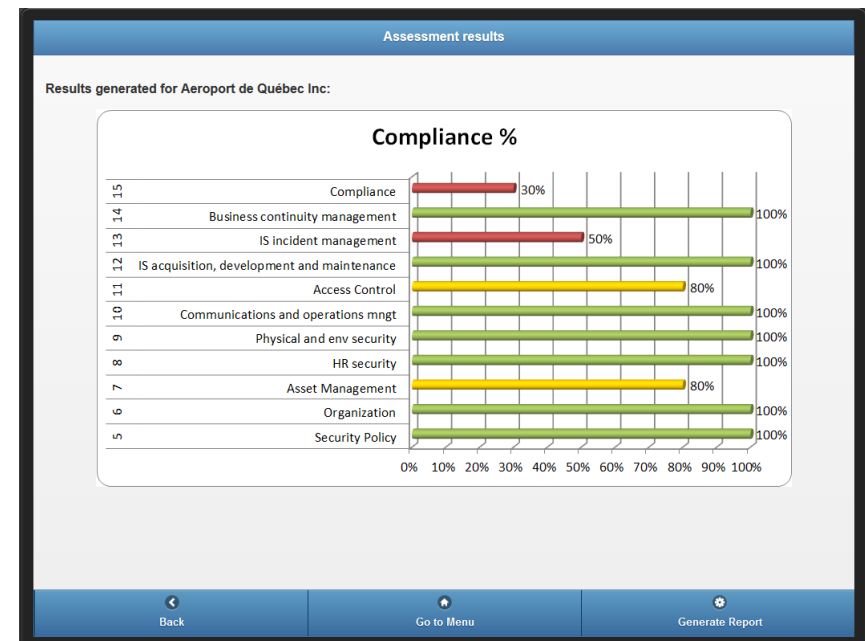 Assessment results
Results generated for Aeroport de Québec Inc:
Compliance %
15 Compliance 30%
14 Business continuity management 100%
13 IS incident management 50%
12 IS acquisition, development and maintenance 100%
11 Access Control 80%
10 Communications and operations mngt 100%
9 Physical and env security 100%
8 HR security 100%
7 Asset Management 80%
6 Organization 100%
5 Security Policy 100%
0% 10% 20% 30% 40% 50% 60% 70% 80% 90% 100%
Back Go to Menu Generate Report